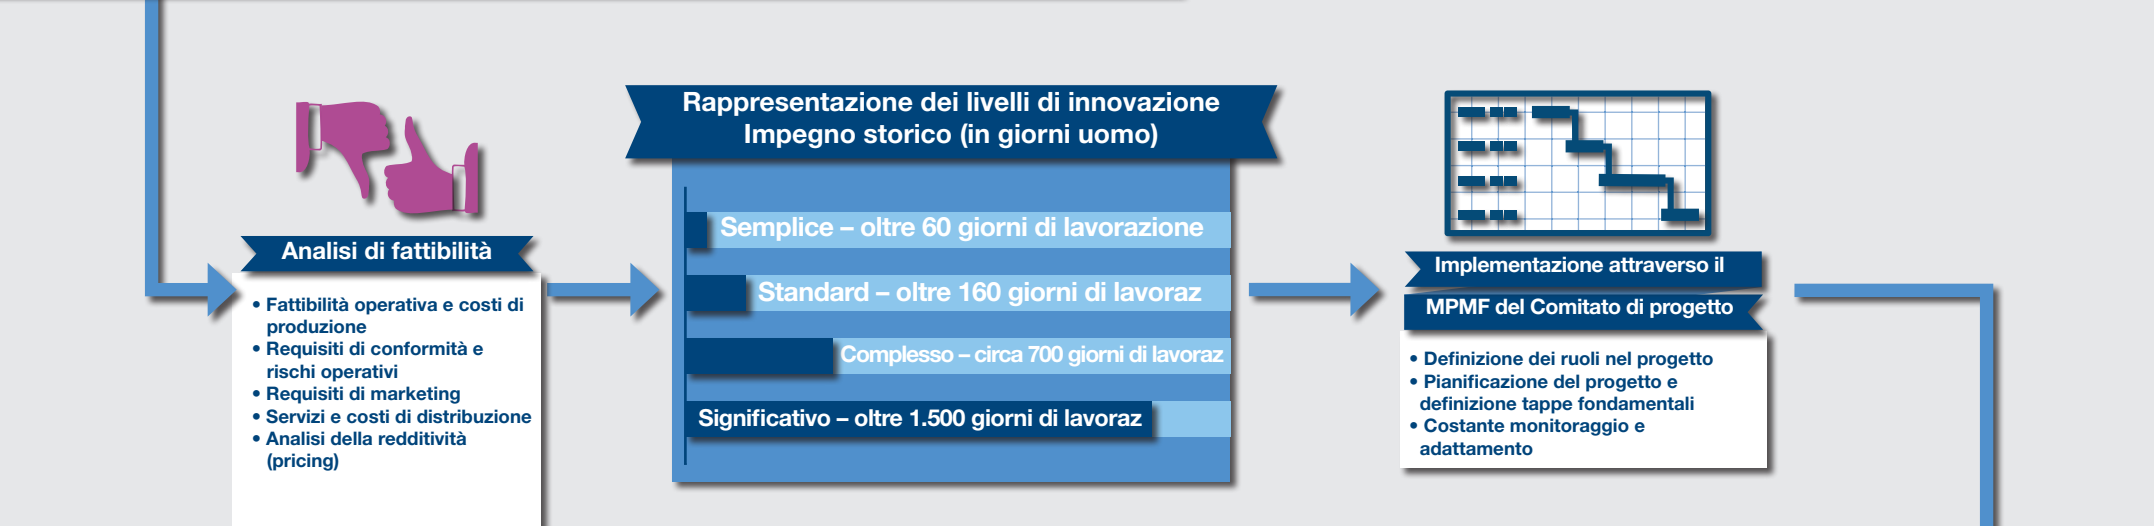 Analisi di fattibilità
• Fattibilità operativa e costi di
produzione
• Requisiti di conformità e
rischi operativi
• Requisiti di marketing
• Servizi e costi di distribuzione
• Analisi della redditività
(pricing)
Rappresentazione dei livelli di innovazione
Impegno storico (in giorni uomo)
Semplice – oltre 60 giorni di lavorazione
Standard – oltre 160 giorni di lavoraz
Complesso – circa 700 giorni di lavoraz
Significativo – oltre 1.500 giorni di lavoraz
Implementazione attraverso il
MPMF del Comitato di progetto
• Definizione dei ruoli nel progetto
• Pianificazione del progetto e
definizione tappe fondamentali
• Costante monitoraggio e
adattamento